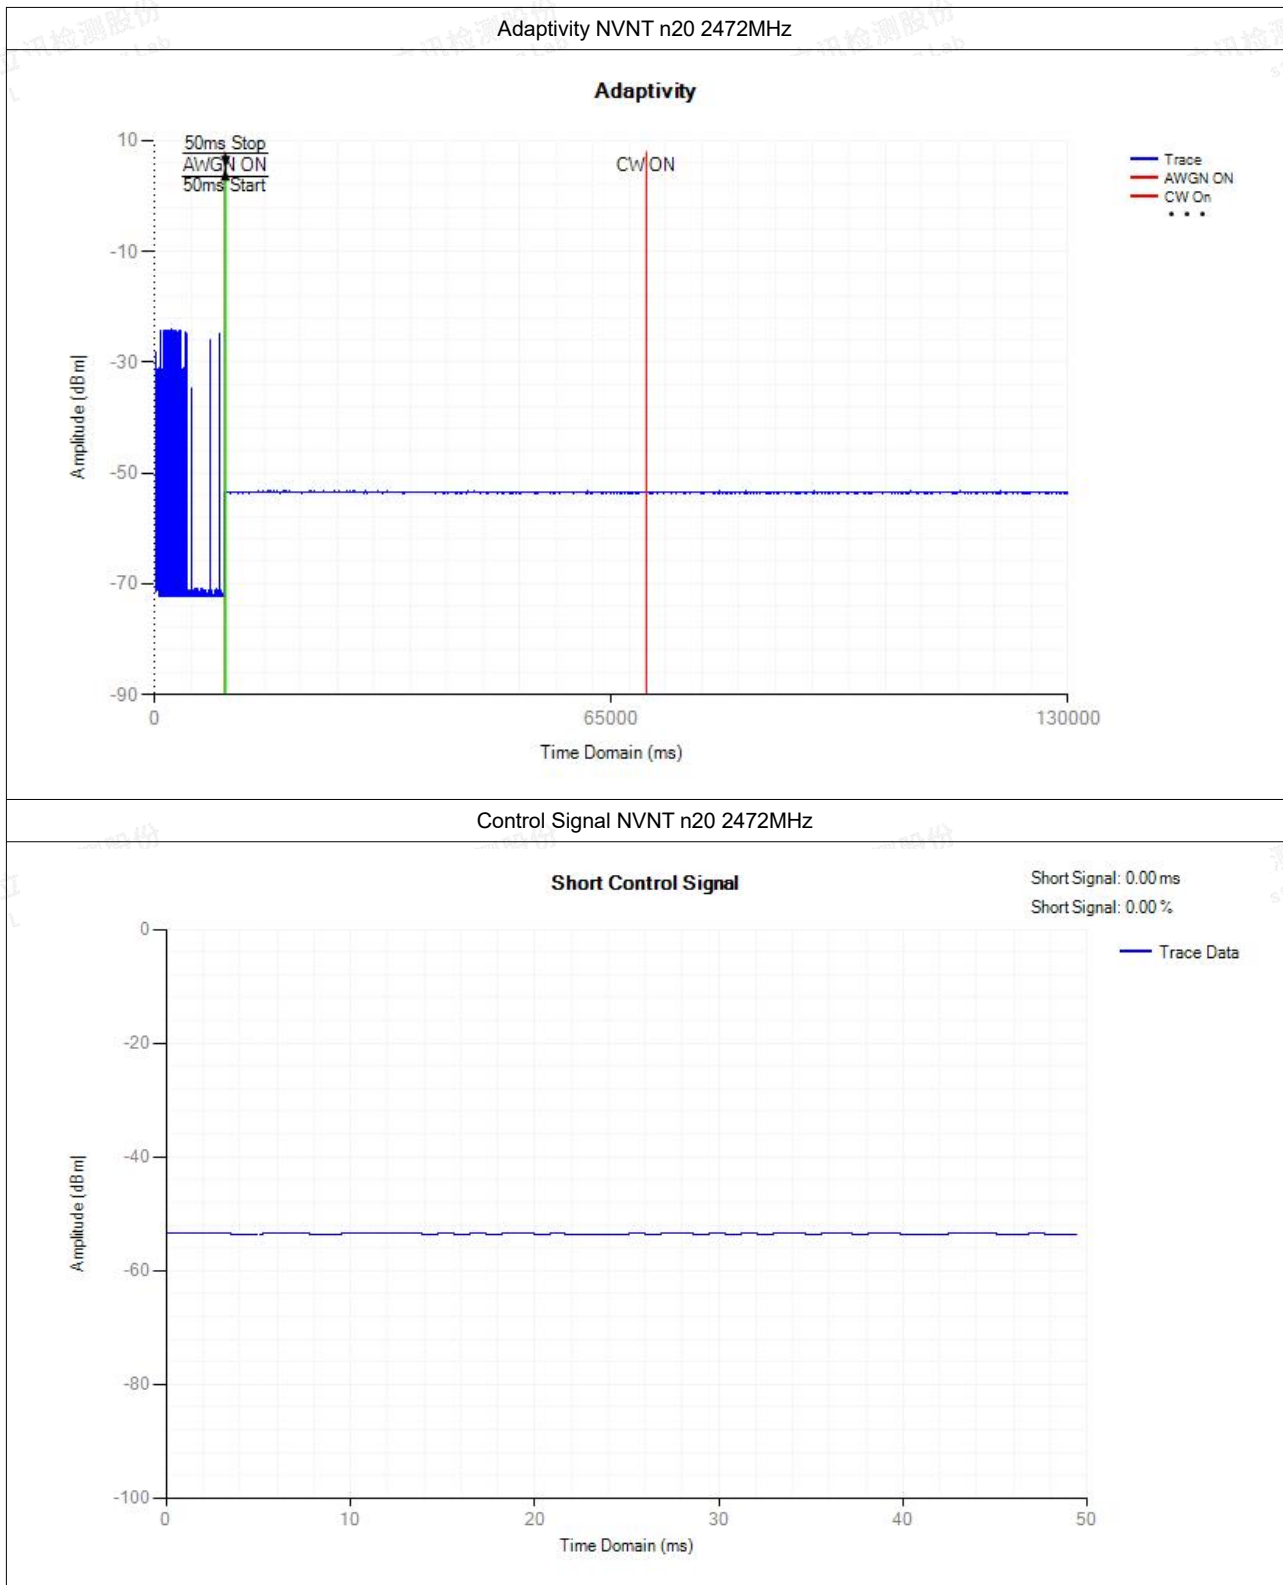 Adaptivity NVNT n20 2472MHz
Adaptivity
50ms Stop
AWGN ON
50ms Start
CW ON
Trace
AWGN ON
CW On
• • •
10
-10
-30
-50
-70
-90
Amplitude (dBm)
0
65000
130000
Time Domain (ms)
Control Signal NVNT n20 2472MHz
Short Control Signal
Short Signal: 0.00 ms
Short Signal: 0.00 %
Trace Data
0
-20
-40
-60
-80
-100
Amplitude (dBm)
0
10
20
30
40
50
Time Domain (ms)